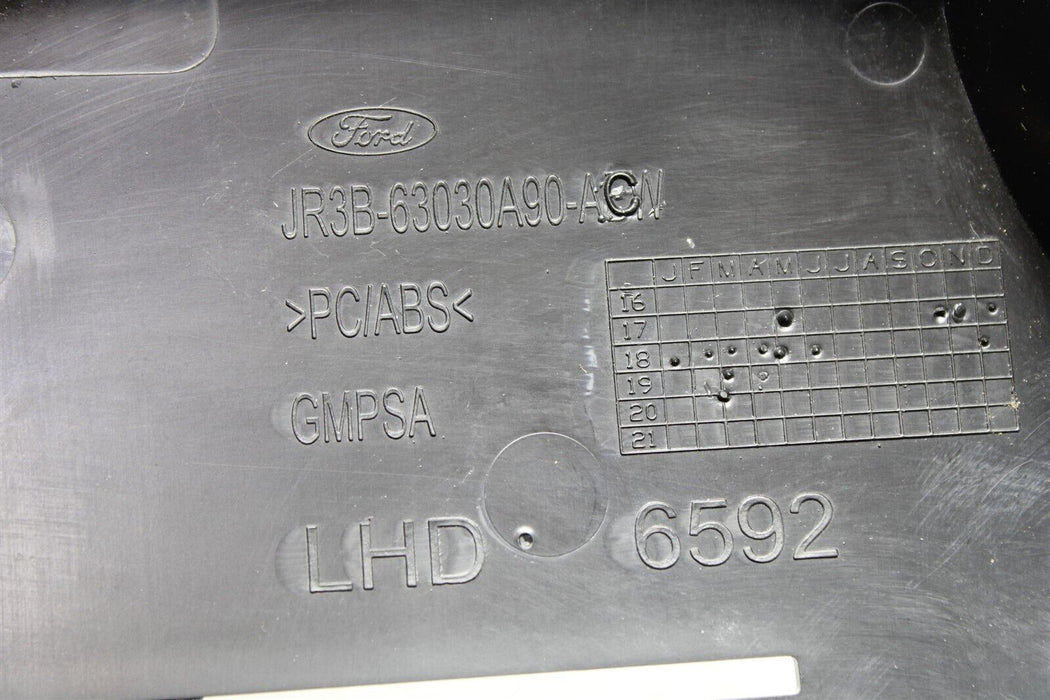 Ford
JR3B-63030A90-ACW
>PC/ABS<
GMPSA
LHD 6592
J F M A M J J A S O N D
16
17
18
19
20
21